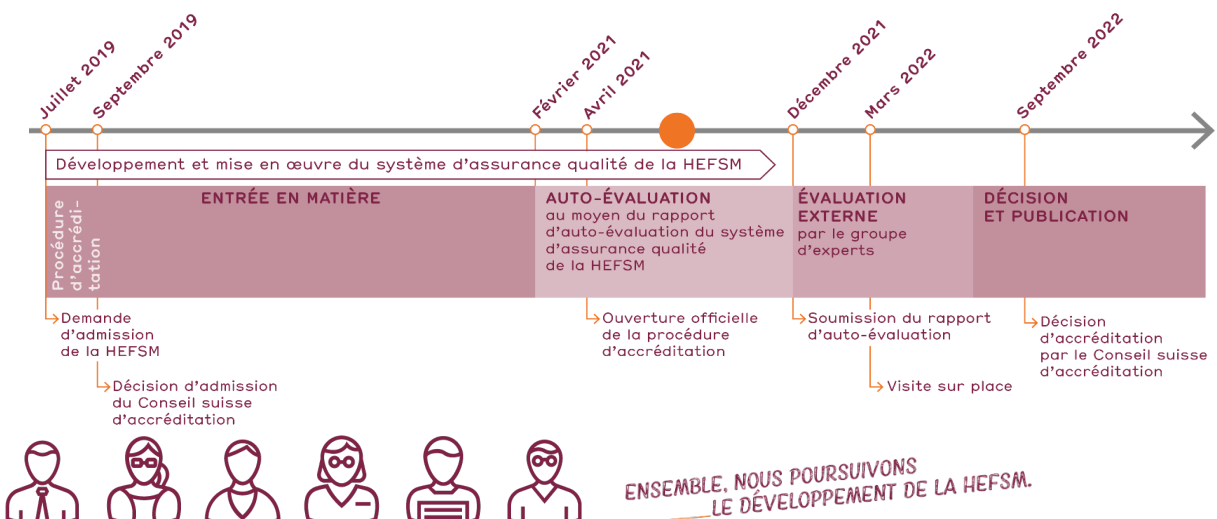 Juillet 2019
Septembre 2019
Février 2021
Avril 2021
Décembre 2021
Mars 2022
Septembre 2022
Développement et mise en œuvre du système d’assurance qualité de la HEFSM
Procédure
d’accrédi-
tation
ENTRÉE EN MATIÈRE
AUTO-ÉVALUATION
au moyen du rapport
d’auto-évaluation du système
d’assurance qualité
de la HEFSM
ÉVALUATION
EXTERNE
par le groupe
d’experts
DÉCISION
ET PUBLICATION
Demande
d’admission
de la HEFSM
Décision d’admission
du Conseil suisse
d’accréditation
Ouverture officielle
de la procédure
d’accréditation
Soumission du rapport
d’auto-évaluation
Visite sur place
Décision
d’accréditation
par le Conseil suisse
d’accréditation
ENSEMBLE, NOUS POURSUIVONS
LE DÉVELOPPEMENT DE LA HEFSM.